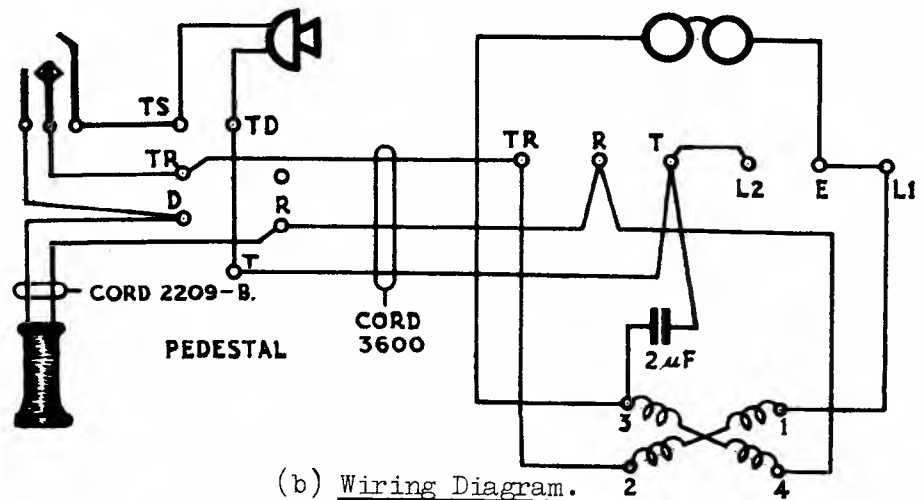 TS
TD
TR
TR
R
T
L2
E
L1
D
R
T
CORD 2209-B.
CORD
3600
PEDESTAL
2µF
3
1
2
4
(b) Wiring Diagram.